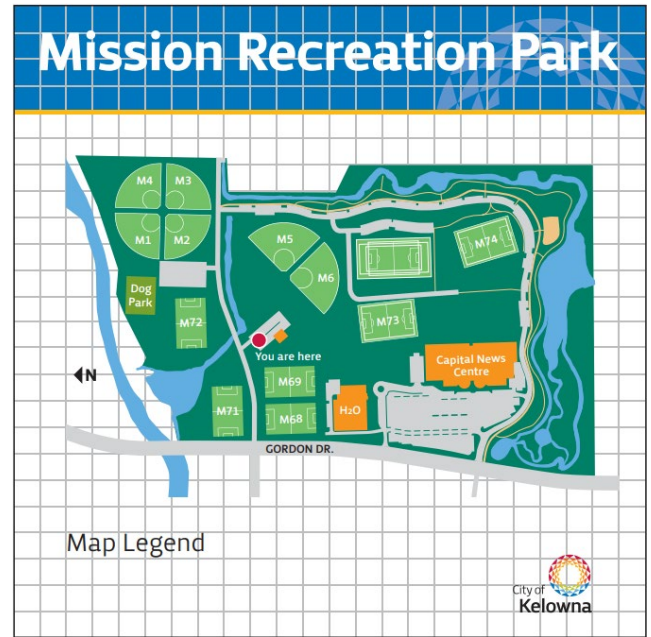 Mission Recreation Park
M4
M3
M1
M2
M5
M6
M74
Dog
Park
M72
M73
You are here
N
Capital News
Centre
M69
M71
M68
H2O
GORDON DR.
Map Legend
City of
Kelowna